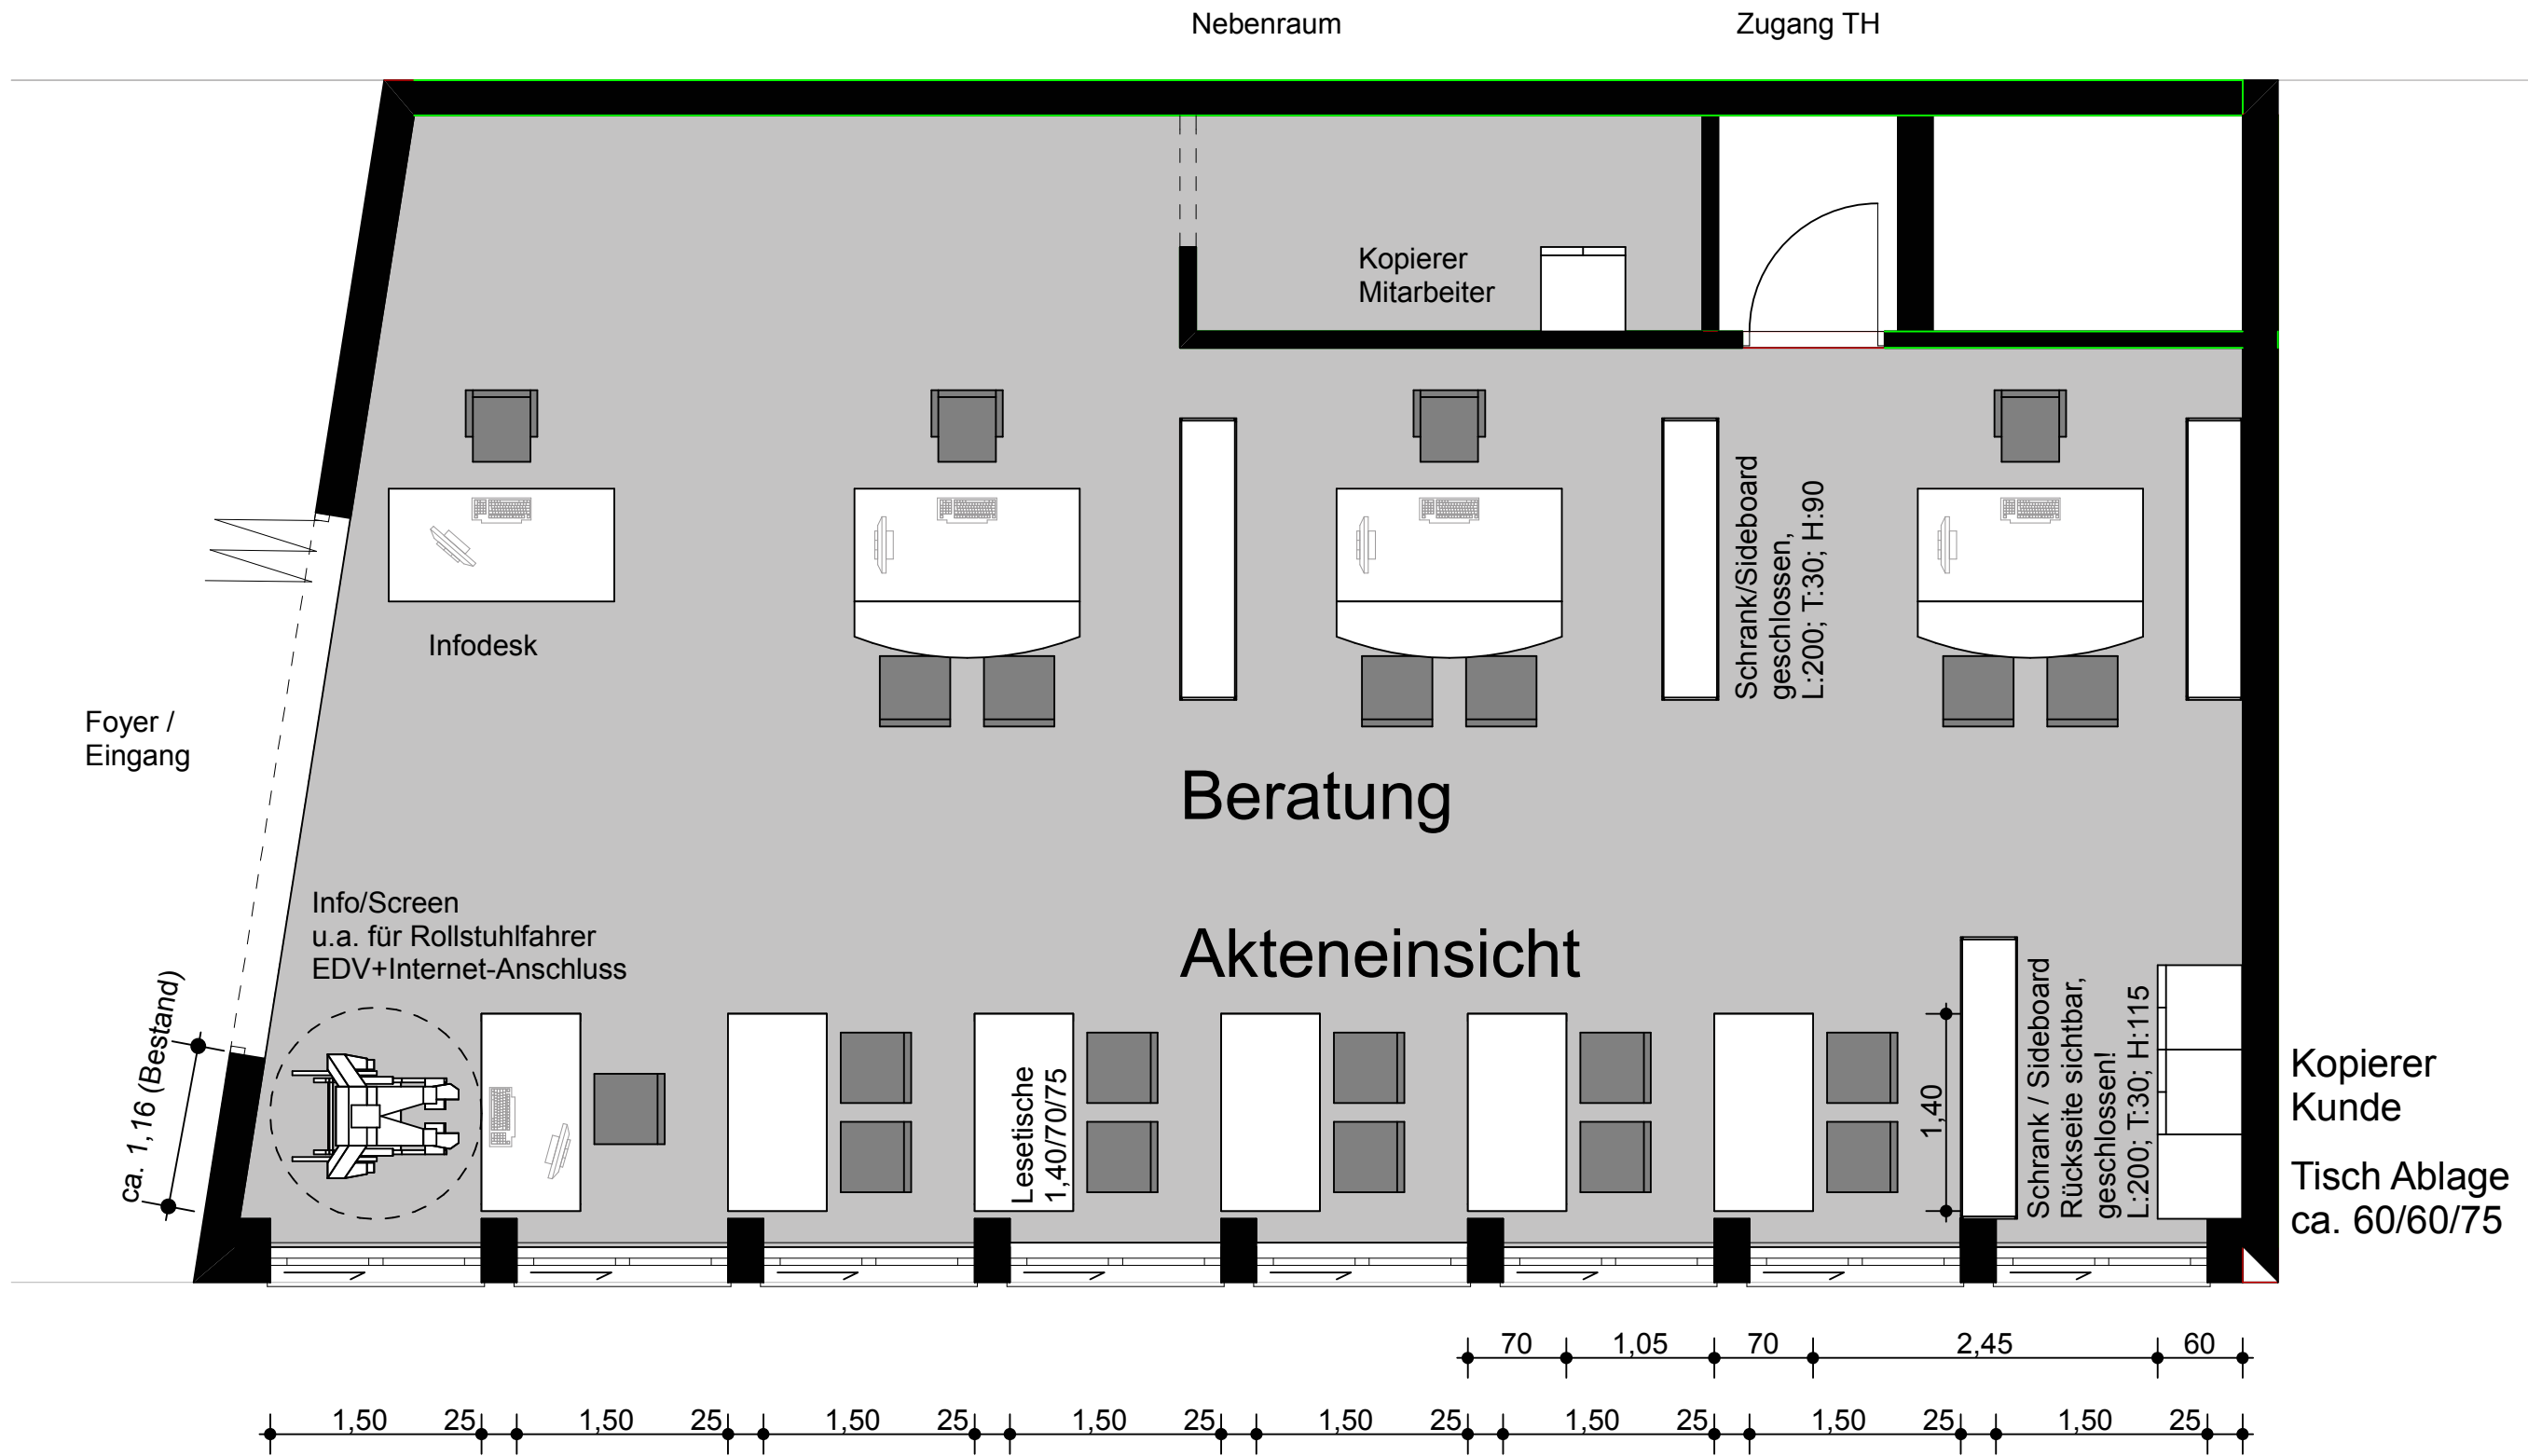 Nebenraum
Zugang TH
Kopierer
Mitarbeiter
Schrank/Sideboard
geschlossen,
L:200; T:30; H:90
Infodesk
Foyer /
Eingang
Beratung
Akteneinsicht
Info/Screen
u.a. für Rollstuhlfahrer
EDV+Internet-Anschluss
ca. 1,16 (Bestand)
Lesetische
1,40/70/75
1,40
Schrank / Sideboard
Rückseite sichtbar,
geschlossen!
L:200; T:30; H:115
Kopierer
Kunde
Tisch Ablage
ca. 60/60/75
70 1,05 70 2,45 60
1,50 25 1,50 25 1,50 25 1,50 25 1,50 25 1,50 25 1,50 25 1,50 25